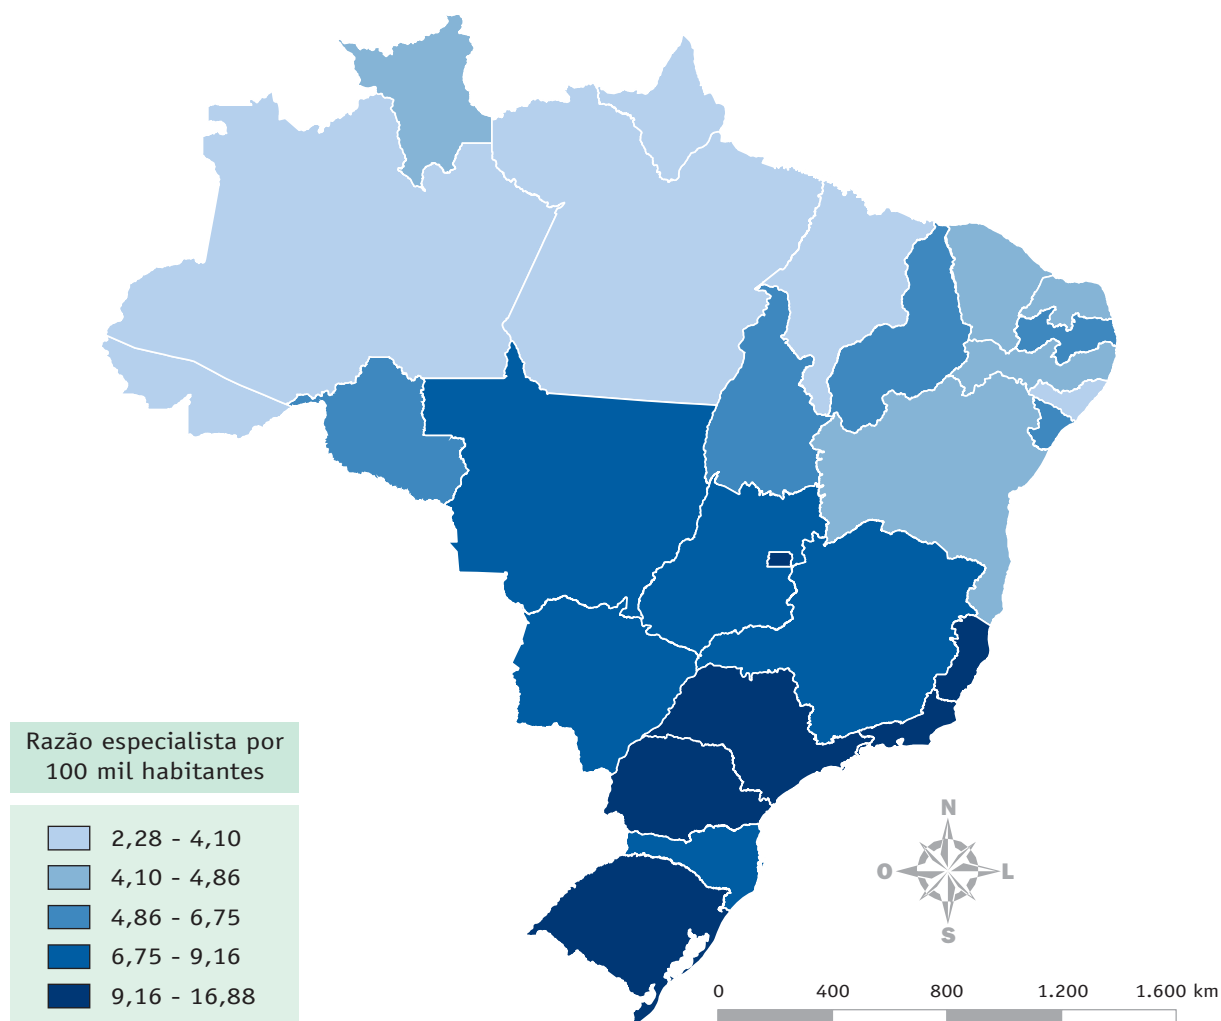 Razão especialista por
100 mil habitantes
2,28 - 4,10
4,10 - 4,86
4,86 - 6,75
6,75 - 9,16
9,16 - 16,88
N
O
L
S
0 400 800 1.200 1.600 km